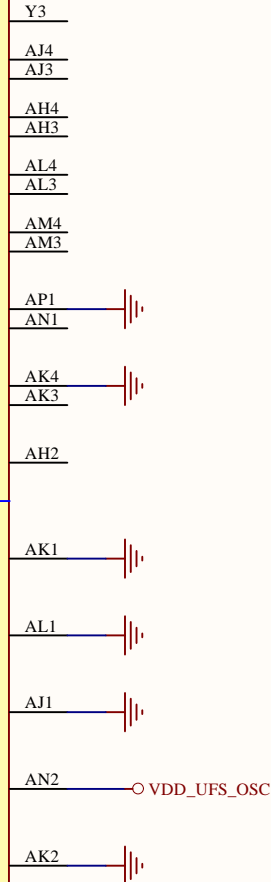 Y3
AJ4
AJ3
AH4
AH3
AL4
AL3
AM4
AM3
AP1
AN1
AK4
AK3
AH2
AK1
AL1
AJ1
AN2 VDD_UFS_OSC
AK2